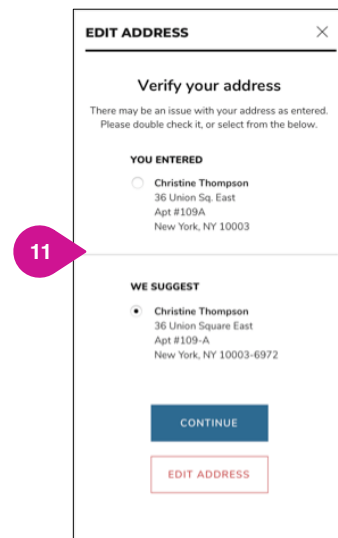 EDIT ADDRESS
Verify your address
There may be an issue with your address as entered.
Please double check it, or select from the below.
YOU ENTERED
Christine Thompson
36 Union Sq. East
Apt #109A
New York, NY 10003
11
WE SUGGEST
Christine Thompson
36 Union Square East
Apt #109-A
New York, NY 10003-6972
CONTINUE
EDIT ADDRESS